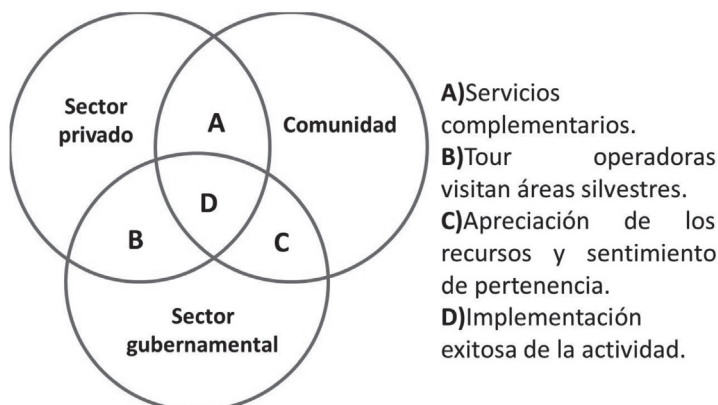 Sector
privado
A
Comunidad
D
B
C
Sector
gubernamental
A)Servicios
complementarios.
B)Tour operadoras
visitan áreas silvestres.
C)Apreciación de los
recursos y sentimiento
de pertenencia.
D)Implementación
exitosa de la actividad.